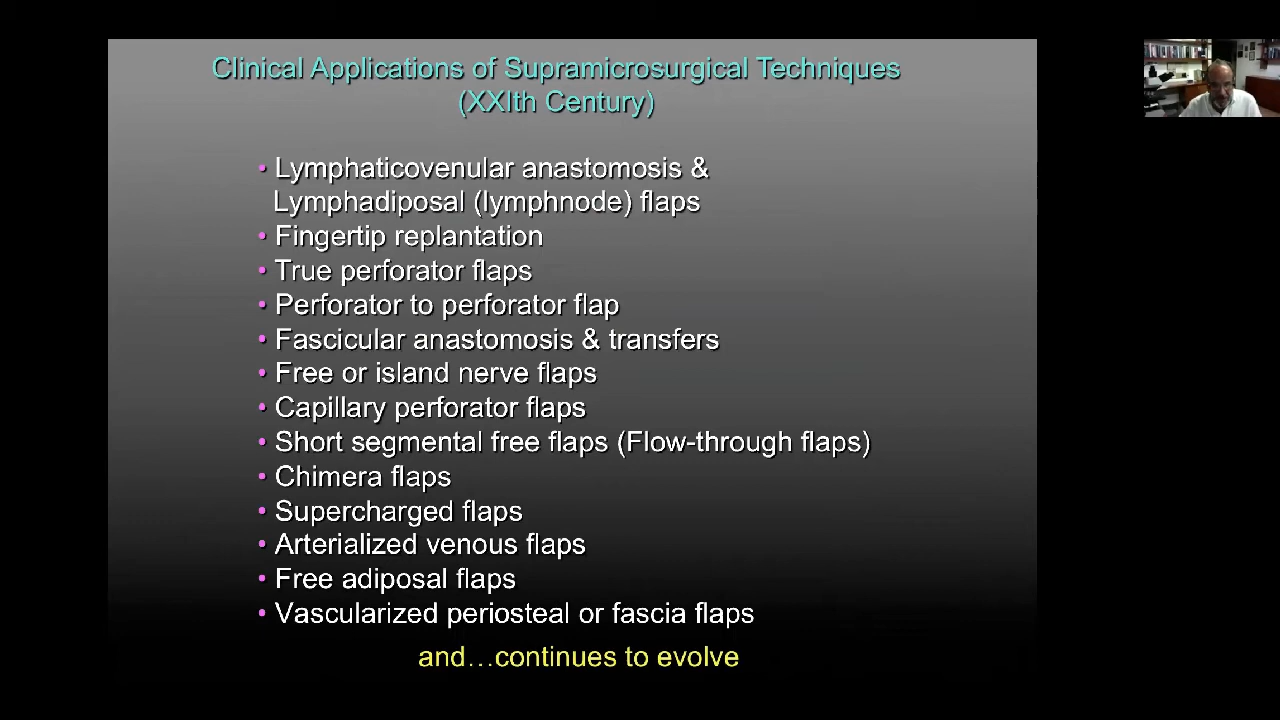 Clinical Applications of Supramicrosurgical Techniques
(XXIth Century)
• Lymphaticovenular anastomosis &
Lymphadiposal (lymphnode) flaps
• Fingertip replantation
• True perforator flaps
• Perforator to perforator flap
• Fascicular anastomosis & transfers
• Free or island nerve flaps
• Capillary perforator flaps
• Short segmental free flaps (Flow-through flaps)
• Chimera flaps
• Supercharged flaps
• Arterialized venous flaps
• Free adiposal flaps
• Vascularized periosteal or fascia flaps
and…continues to evolve